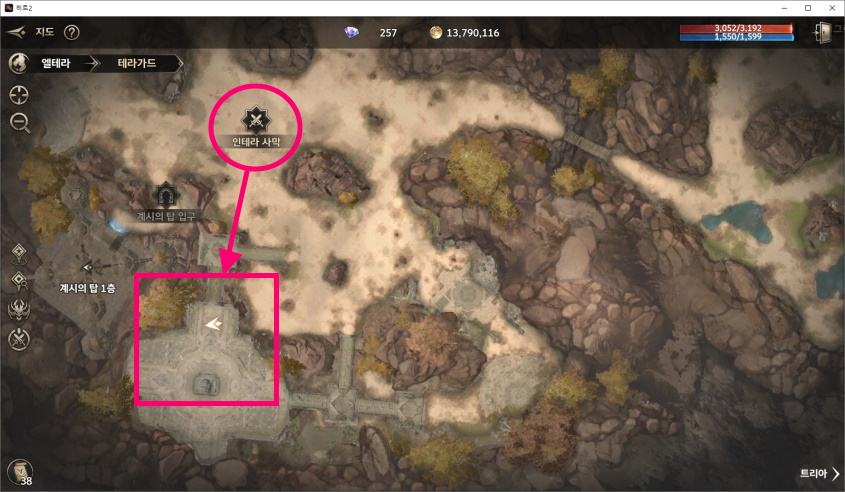 히트2
지도 ?
257
13,790,116
3,052/3,192
1,550/1,599
엘테라
테라가드
인테라 사막
계시의 탑 입구
계시의 탑 1층
38
트리아